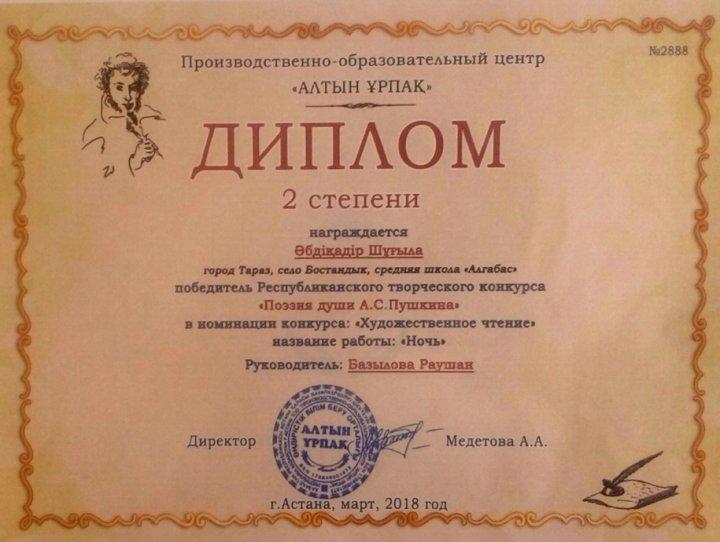 №2888
Производственно-образовательный центр
«АЛТЫН ҰРПАҚ»
ДИПЛОМ
2 степени
награждается
Әбдіқадір Шұғыла
город Тараз, село Бостандык, средняя школа «Алгабас»
победитель Республиканского творческого конкурса
«Поэзия души А.С.Пушкина»
в номинации конкурса: «Художественное чтение»
название работы: «Ночь»
Руководитель: Базылова Раушан
Директор
АЛТЫН
ҰРПАҚ
Медетова А.А.
г.Астана, март, 2018 год